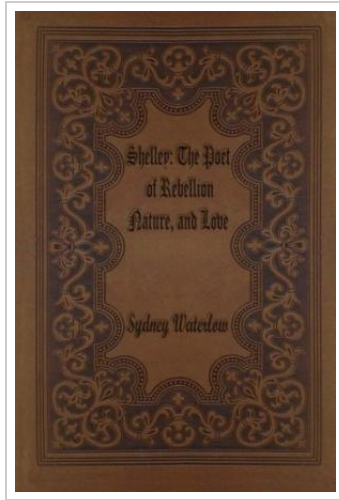 Shelley: The Poet
of Rebellion
Nature, and Love
Sydney Waterlow